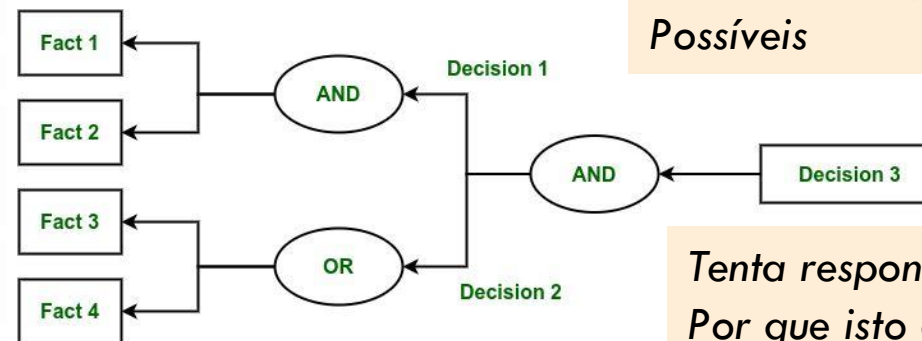 Possíveis
Fact 1
Decision 1
AND
Fact 2
AND
Decision 3
Fact 3
OR
Decision 2
Fact 4
Tenta respon
Por que isto